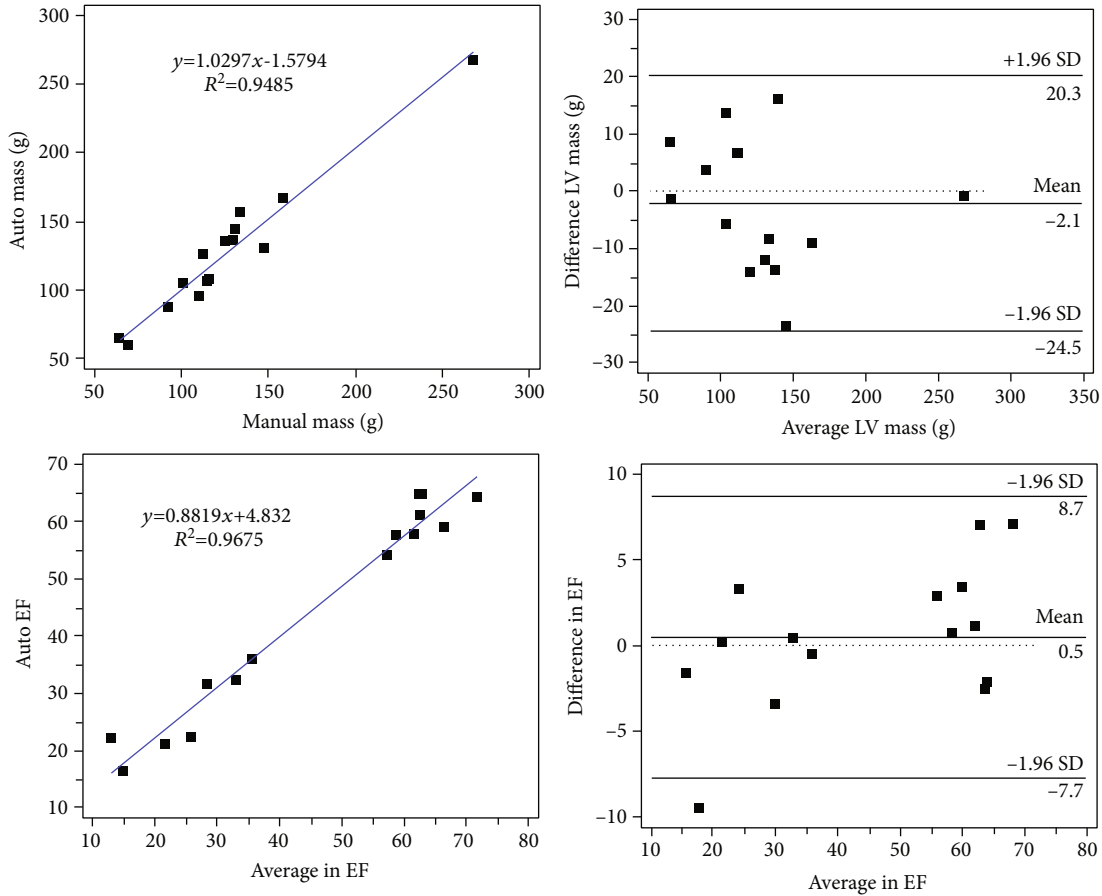 300
250
200
150
100
50
Auto mass (g)
y=1.0297x-1.5794
R²=0.9485
50 100 150 200 250 300
Manual mass (g)
30
20
10
0
−10
−20
−30
Difference LV mass (g)
+1.96 SD
20.3
Mean
−2.1
−1.96 SD
−24.5
50 100 150 200 250 300 350
Average LV mass (g)
70
60
50
40
30
20
10
Auto EF
y=0.8819x+4.832
R²=0.9675
10 20 30 40 50 60 70 80
Average in EF
10
5
0
−5
−10
Difference in EF
−1.96 SD
8.7
Mean
0.5
−1.96 SD
−7.7
10 20 30 40 50 60 70 80
Average in EF